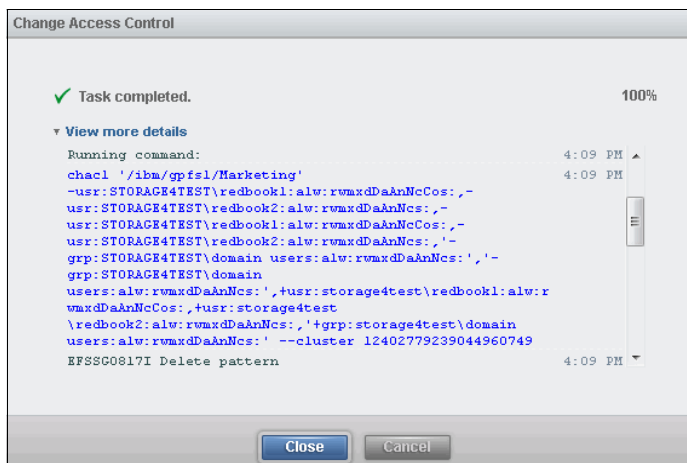 Change Access Control
Task completed. 100%
View more details
Running command: 4:09 PM
chacl '/ibm/gpfs1/Marketing' 4:09 PM
-usr:STORAGE4TEST\redbook1:alw:rwmxdDaAnNcCos:,-
usr:STORAGE4TEST\redbook2:alw:rwmxdDaAnNcs:,-
usr:STORAGE4TEST\redbook1:alw:rwmxdDaAnNcCos:,-
usr:STORAGE4TEST\redbook2:alw:rwmxdDaAnNcs:,'-
grp:STORAGE4TEST\domain users:alw:rwmxdDaAnNcs:','-
grp:STORAGE4TEST\domain
users:alw:rwmxdDaAnNcs:',+usr:storage4test\redbook1:alw:r
wmxdDaAnNcCos:,+usr:storage4test
\redbook2:alw:rwmxdDaAnNcs:,'+grp:storage4test\domain
users:alw:rwmxdDaAnNcs:' --cluster 12402779239044960749
EFSSG0817I Delete pattern 4:09 PM
Close Cancel